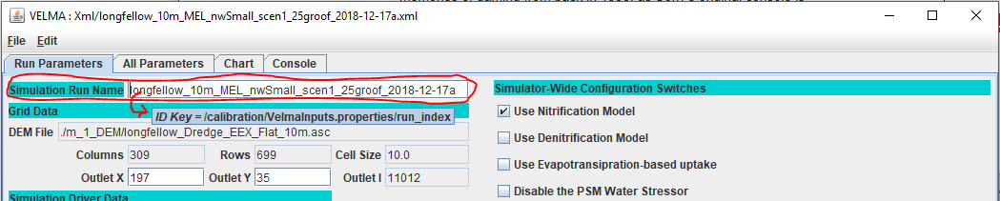 VELMA : Xml/longfellow_10m_MEL_nwSmall_scen1_25groof_2018-12-17a.xml
File Edit
Run Parameters All Parameters Chart Console
Simulation Run Name longfellow_10m_MEL_nwSmall_scen1_25groof_2018-12-17a
Simulator-Wide Configuration Switches
Grid Data
ID Key = /calibration/VelmaInputs.properties/run_index
Use Nitrification Model
DEM File ./m_1_DEM/longfellow_Dredge_EEX_Flat_10m.asc
Use Denitrification Model
Columns 309 Rows 699 Cell Size 10.0
Use Evapotransipration-based uptake
Outlet X 197 Outlet Y 35 Outlet I 11012
Disable the PSM Water Stressor
Simulation Driver Data